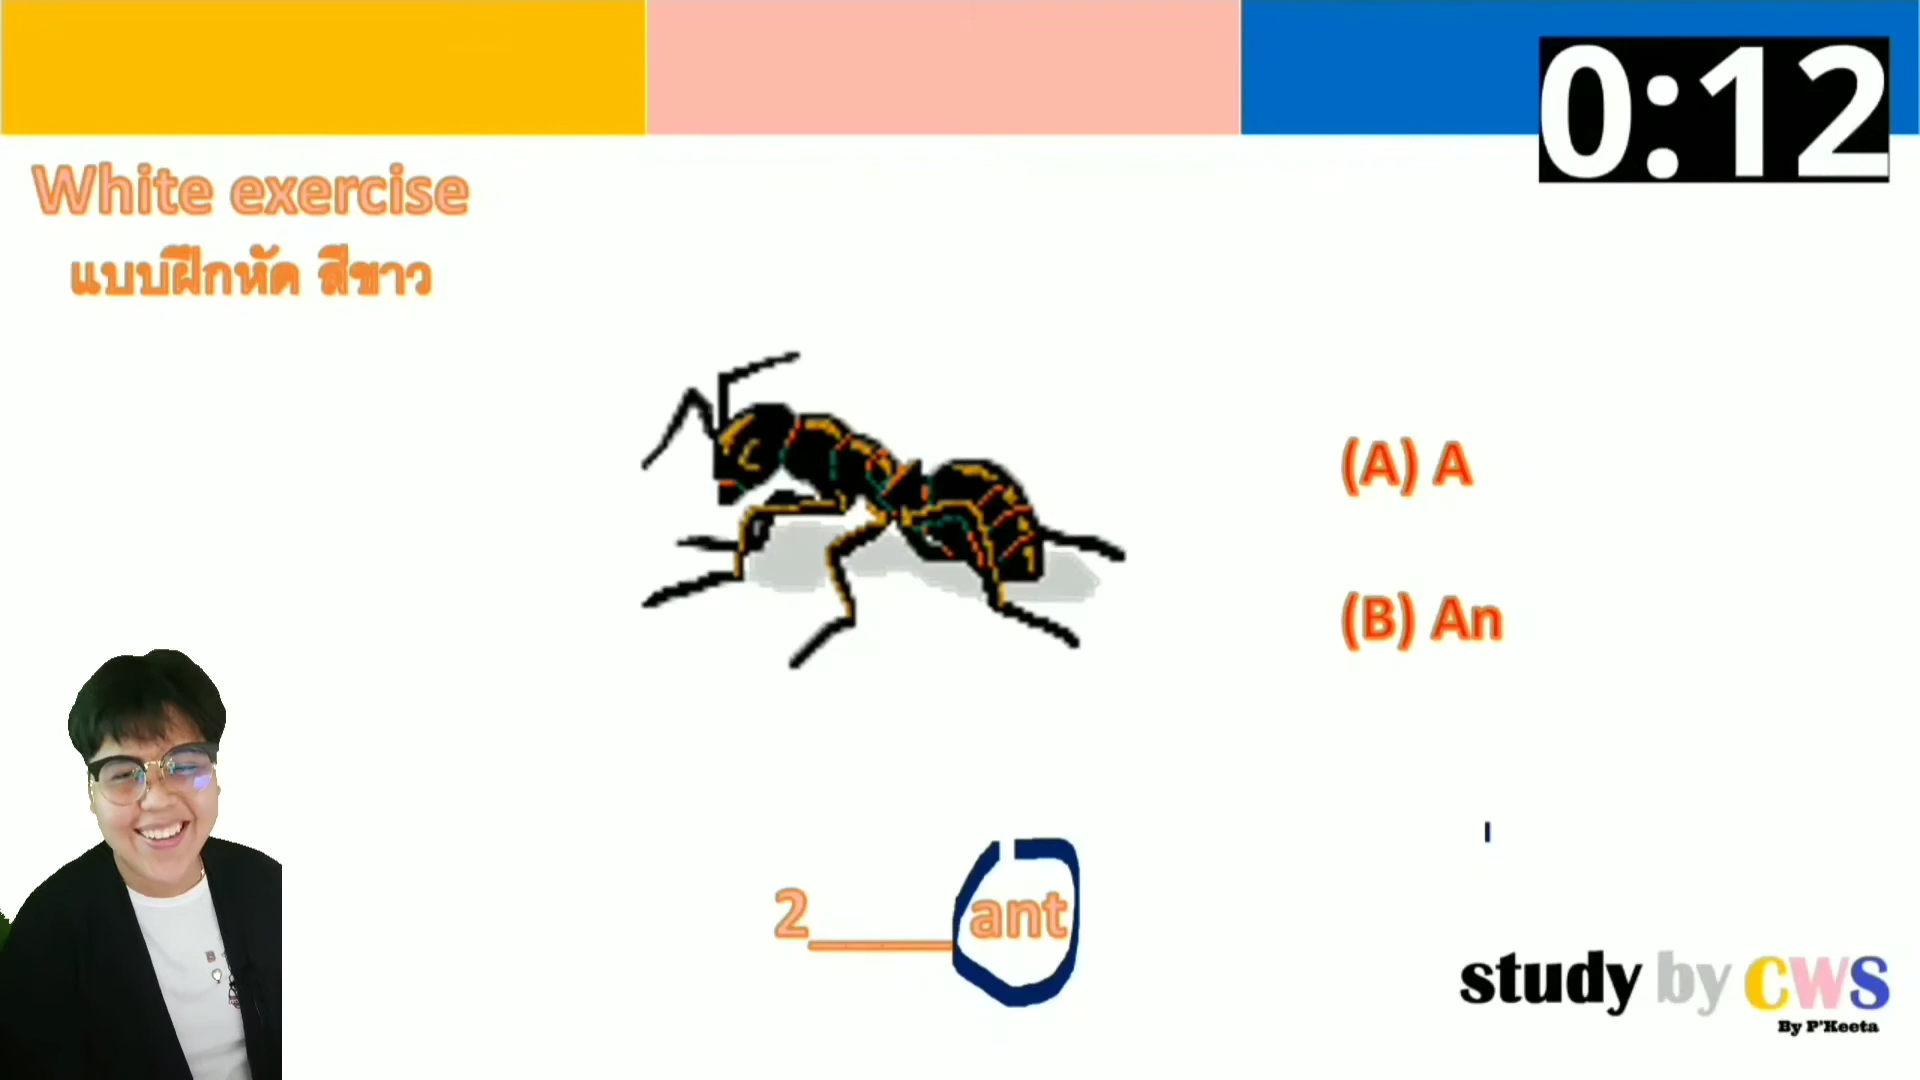 0:12
White exercise
แบบฝึกหัด สีขาว
(A) A
(B) An
2____ant
study by CWS
By P'Keeta